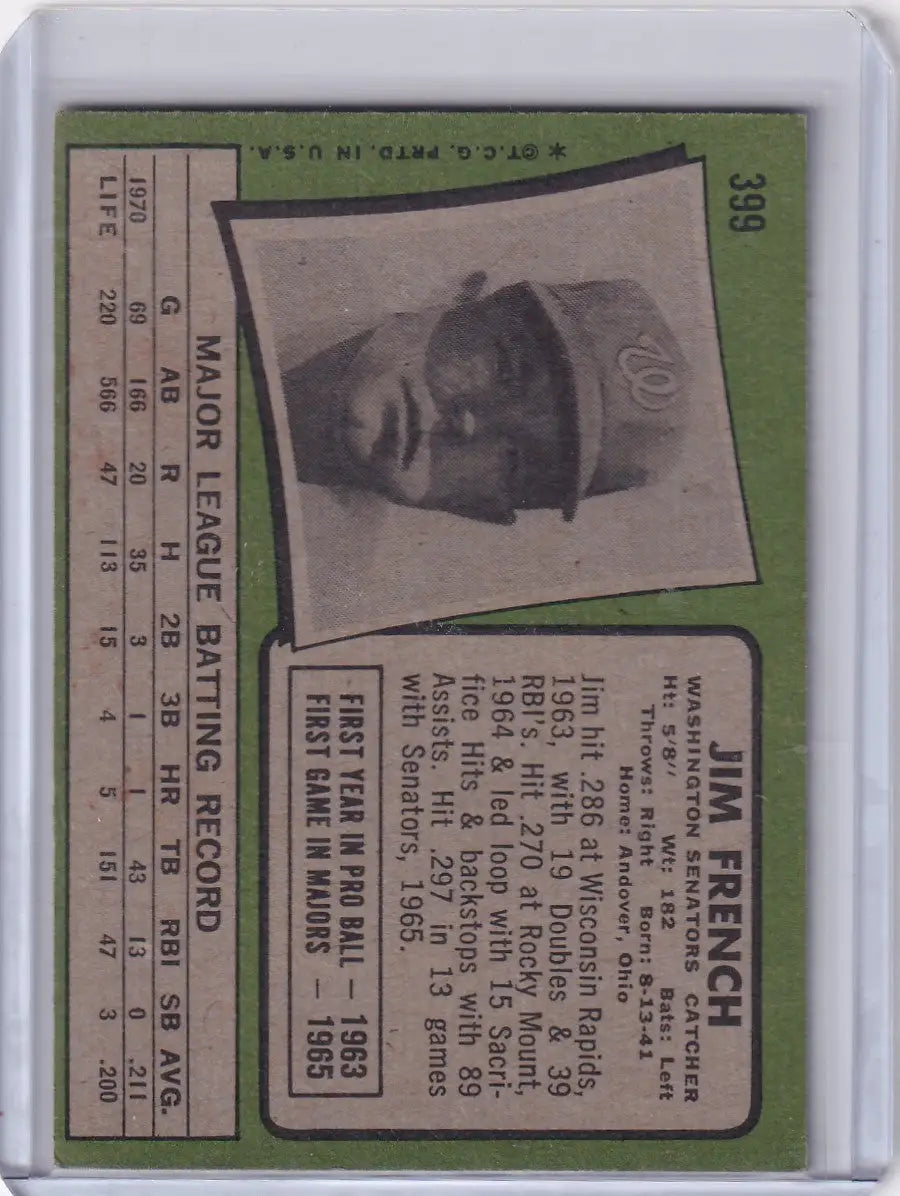 399
JIM FRENCH
WASHINGTON SENATORS CATCHER
Ht: 5'8" Wt: 182 Bats: Left
Throws: Right Born: 8-13-41
Home: Andover, Ohio
Jim hit .286 at Wisconsin Rapids,
1963, with 19 Doubles & 39
RBI's. Hit .270 at Rocky Mount,
1964 & led loop with 15 Sacri-
fice Hits & backstops with 89
Assists. Hit .297 in 13 games
with Senators, 1965.
FIRST YEAR IN PRO BALL — 1963
FIRST GAME IN MAJORS — 1965
W
* ©T.C.G. PRTD. IN U.S.A.
MAJOR LEAGUE BATTING RECORD
G AB R H 2B 3B HR TB RBI SB AVG.
1970 69 166 20 35 3 1 1 43 13 0 .211
LIFE 220 566 47 113 15 4 5 151 47 3 .200